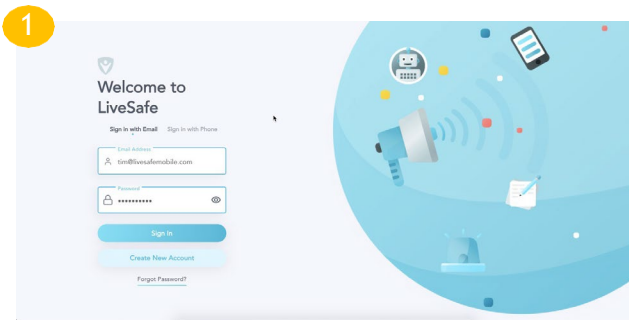 1
Welcome to
LiveSafe
Sign in with Email Sign in with Phone
Email Address
tim@livesafemobile.com
Password
••••••••••
Sign In
Create New Account
Forgot Password?